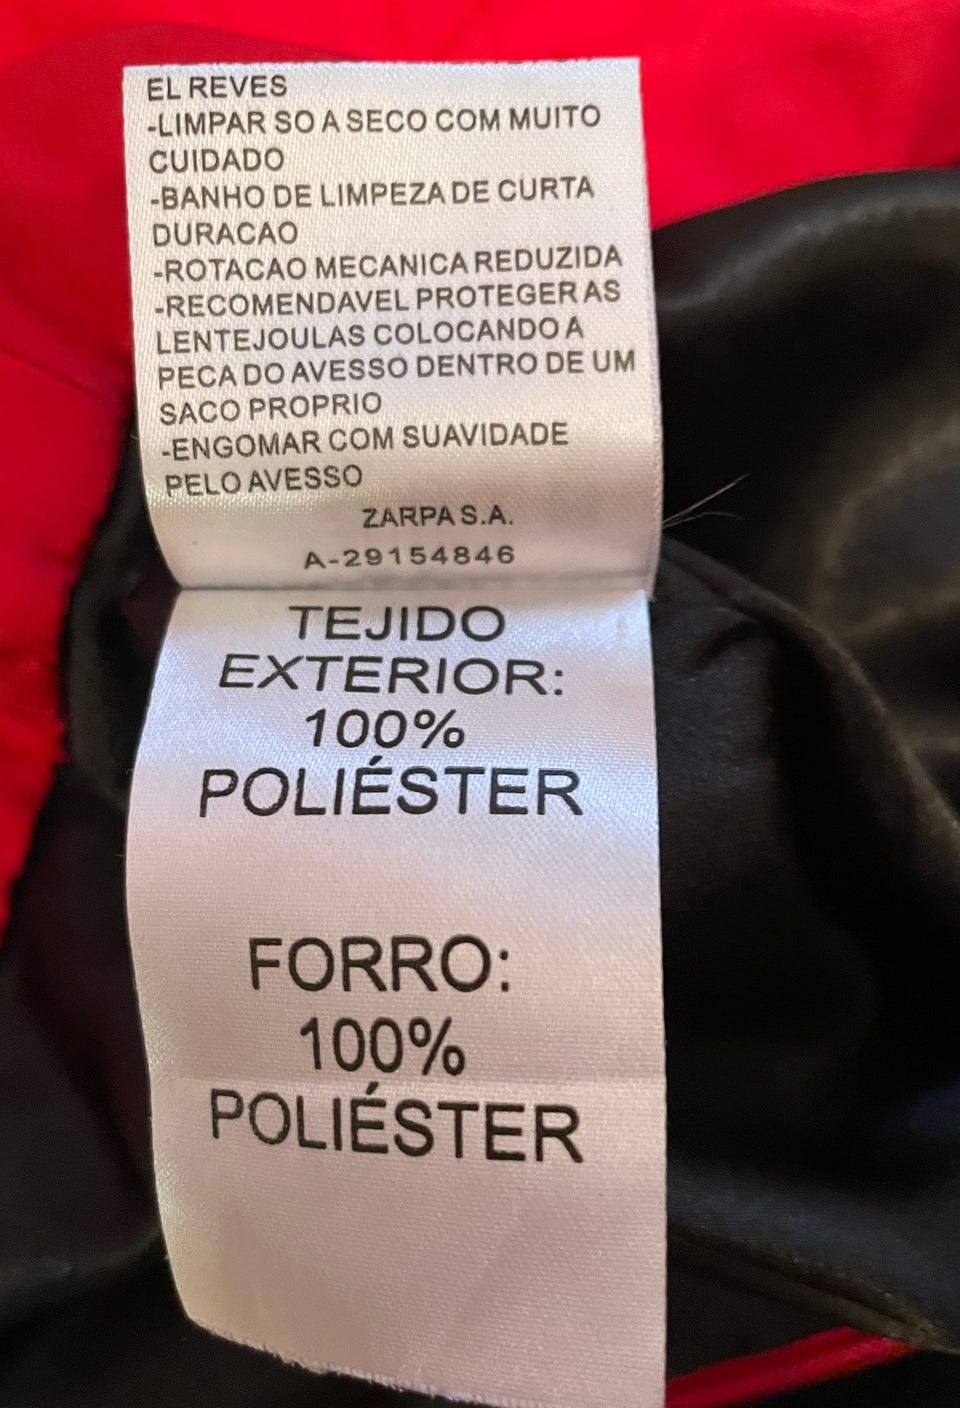 EL REVES
-LIMPAR SO A SECO COM MUITO
CUIDADO
-BANHO DE LIMPEZA DE CURTA
DURACAO
-ROTACAO MECANICA REDUZIDA
-RECOMENDAVEL PROTEGER AS
LENTEJOULAS COLOCANDO A
PECA DO AVESSO DENTRO DE UM
SACO PROPRIO
-ENGOMAR COM SUAVIDADE
PELO AVESSO
ZARPA S.A.
A-29154846
TEJIDO
EXTERIOR:
100%
POLIÉSTER
FORRO:
100%
POLIÉSTER